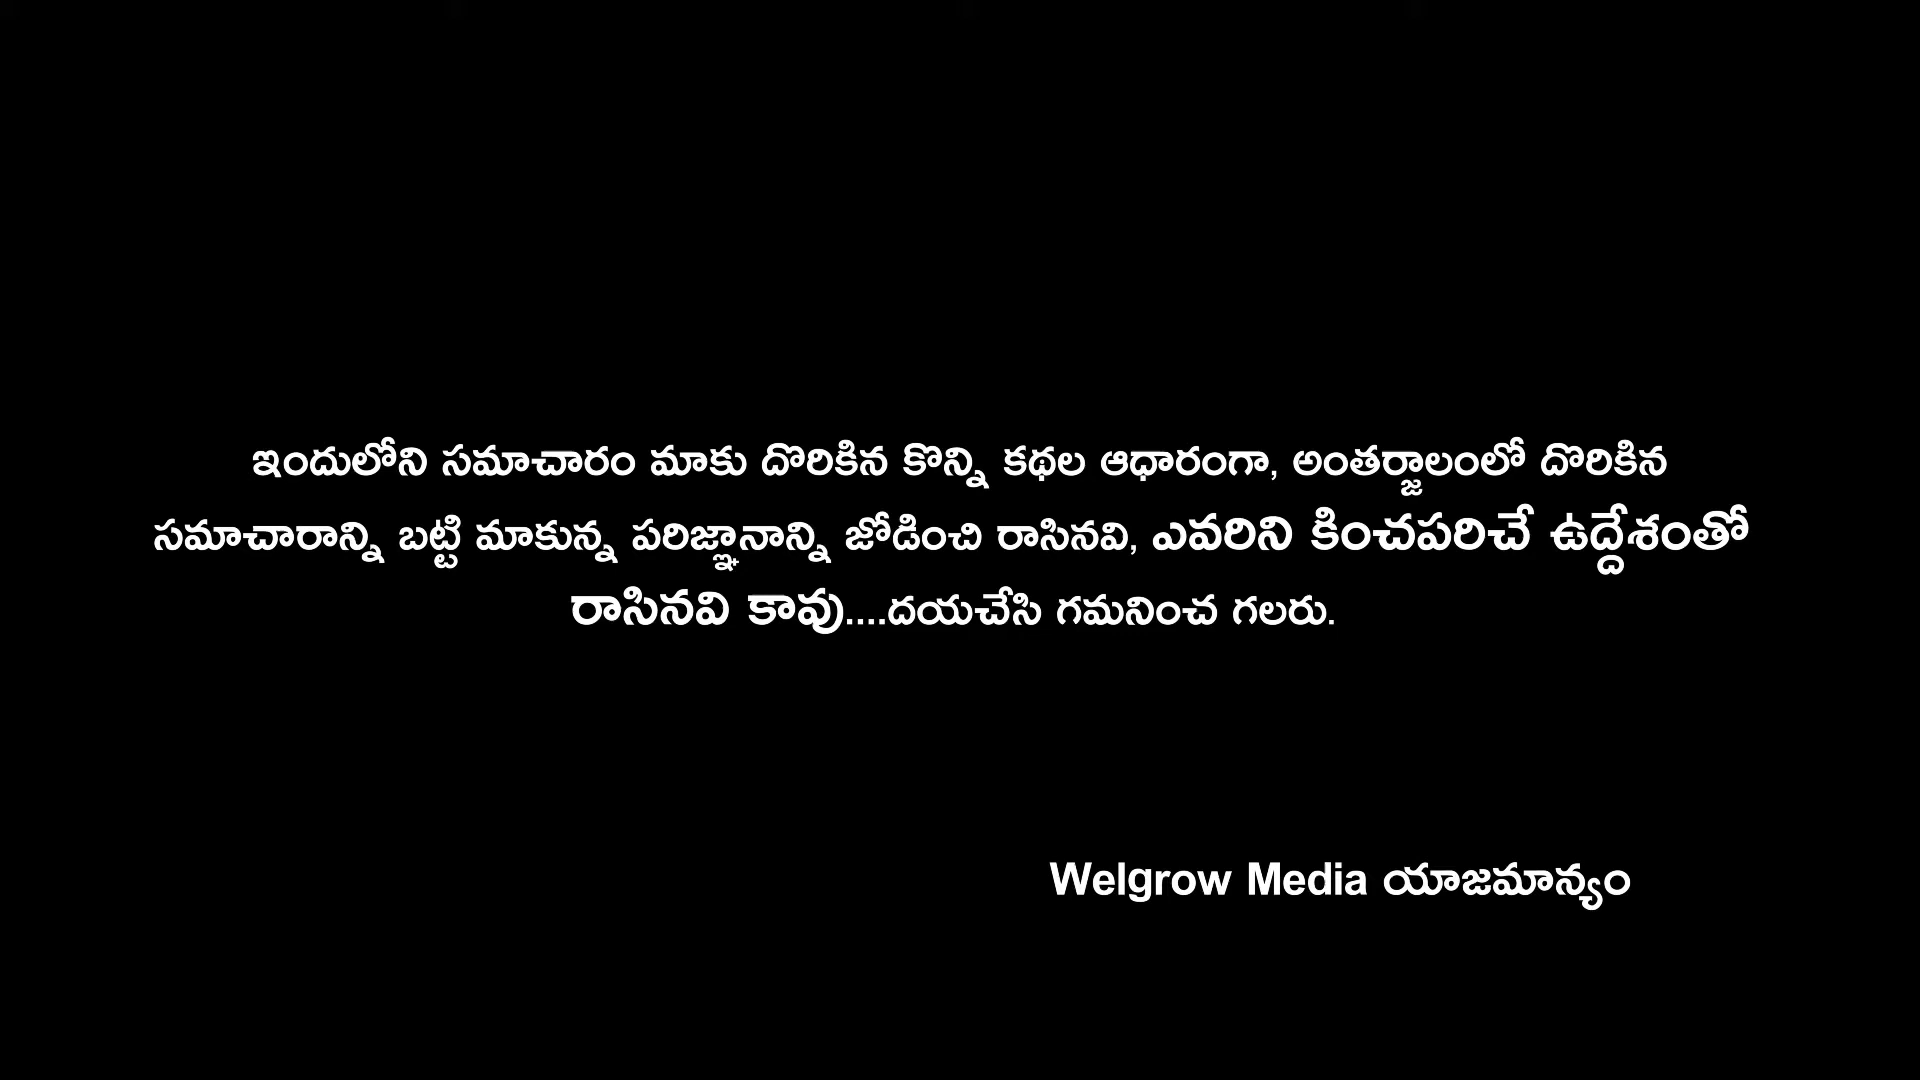 ఇందులోని సమాచారం మాకు దొరికిన కొన్ని కథల ఆధారంగా, అంతర్జాలంలో దొరికిన
సమాచారాన్ని బట్టి మాకున్న పరిజ్ఞానాన్ని జోడించి రాసినవి, ఎవరిని కించపరిచే ఉద్దేశంతో
రాసినవి కావు....దయచేసి గమనించ గలరు.
Welgrow Media యాజమాన్యం